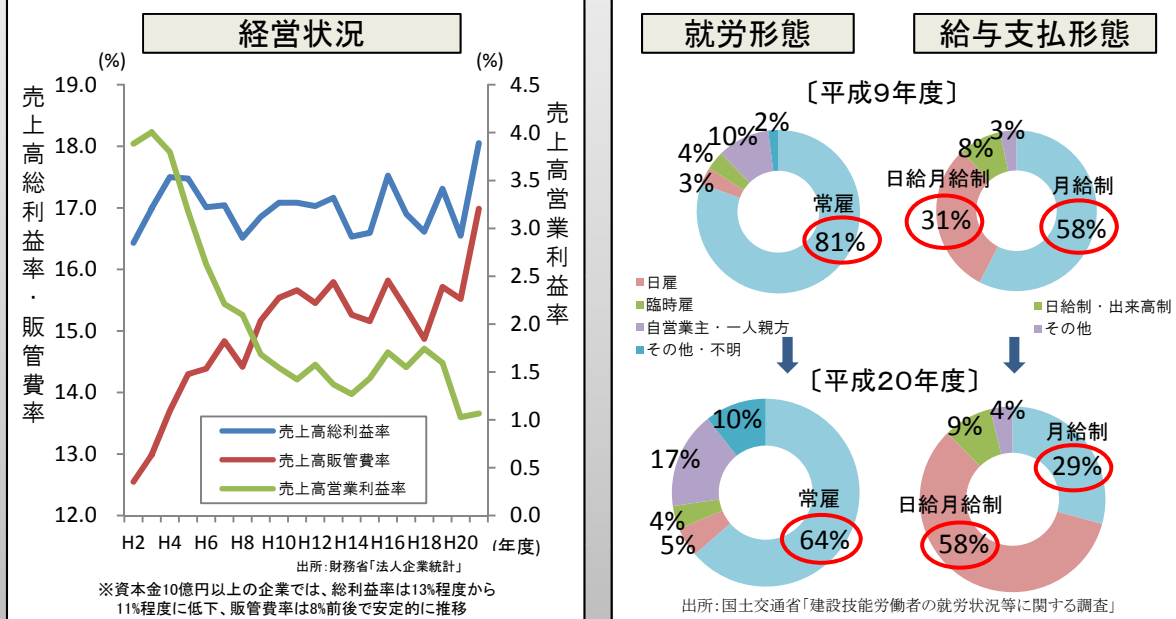 経営状況
(%)
(%)
売上高総利益率・販管費率
19.0
18.0
17.0
16.0
15.0
14.0
13.0
12.0
4.5
4.0
3.5
3.0
2.5
2.0
1.5
1.0
0.5
0.0
売上高営業利益率
売上高総利益率
売上高販管費率
売上高営業利益率
H2 H4 H6 H8 H10 H12 H14 H16 H18 H20 (年度)
出所:財務省「法人企業統計」
※資本金10億円以上の企業では、総利益率は13%程度から
11%程度に低下、販管費率は8%前後で安定的に推移
就労形態
給与支払形態
〔平成9年度〕
2%
10%
4%
3%
常雇
81%
3%
8%
日給月給制
31%
月給制
58%
日雇
臨時雇
自営業主・一人親方
その他・不明
日給制・出来高制
その他
〔平成20年度〕
10%
17%
4%
5%
常雇
64%
4%
9%
月給制
29%
日給月給制
58%
出所:国土交通省「建設技能労働者の就労状況等に関する調査」